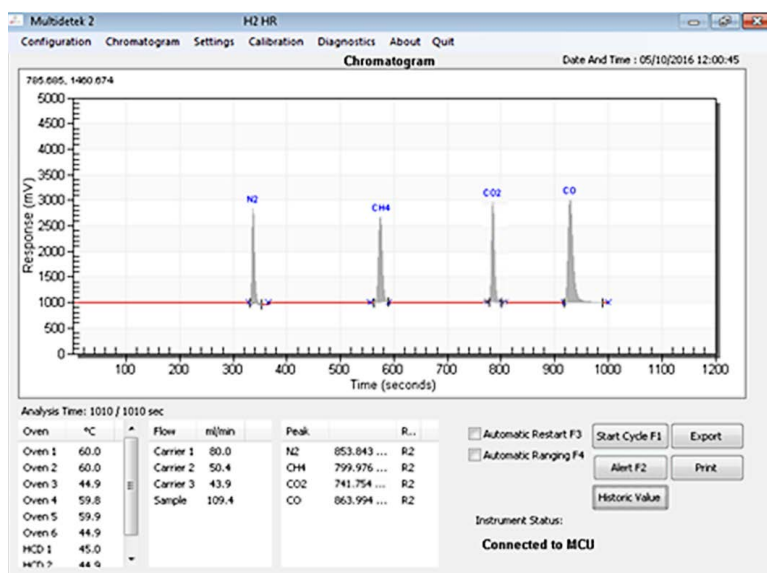 Multidetek 2 H2 HR
Configuration Chromatogram Settings Calibration Diagnostics About Quit
Chromatogram Date And Time : 05/10/2016 12:00:45
785.685, 1460.674
5000
4500
4000
3500
3000
2500
2000
1500
1000
500
0
Response (mV)
N2 CH4 CO2 CO
100 200 300 400 500 600 700 800 900 1000 1100 1200
Time (seconds)
Analysis Time: 1010 / 1010 sec
Oven °C Flow ml/min Peak R...
Oven 1 60.0 Carrier 1 80.0 N2 853.843 ... R2
Oven 2 60.0 Carrier 2 50.4 CH4 799.976 ... R2
Oven 3 44.9 Carrier 3 43.9 CO2 741.754 ... R2
Oven 4 59.8 Sample 109.4 CO 863.994 ... R2
Oven 5 59.9
Oven 6 44.9
HCD 1 45.0
HCD 2 44.9
Automatic Restart F3 Start Cycle F1 Export
Automatic Ranging F4 Alert F2 Print
Historic Value
Instrument Status:
Connected to MCU